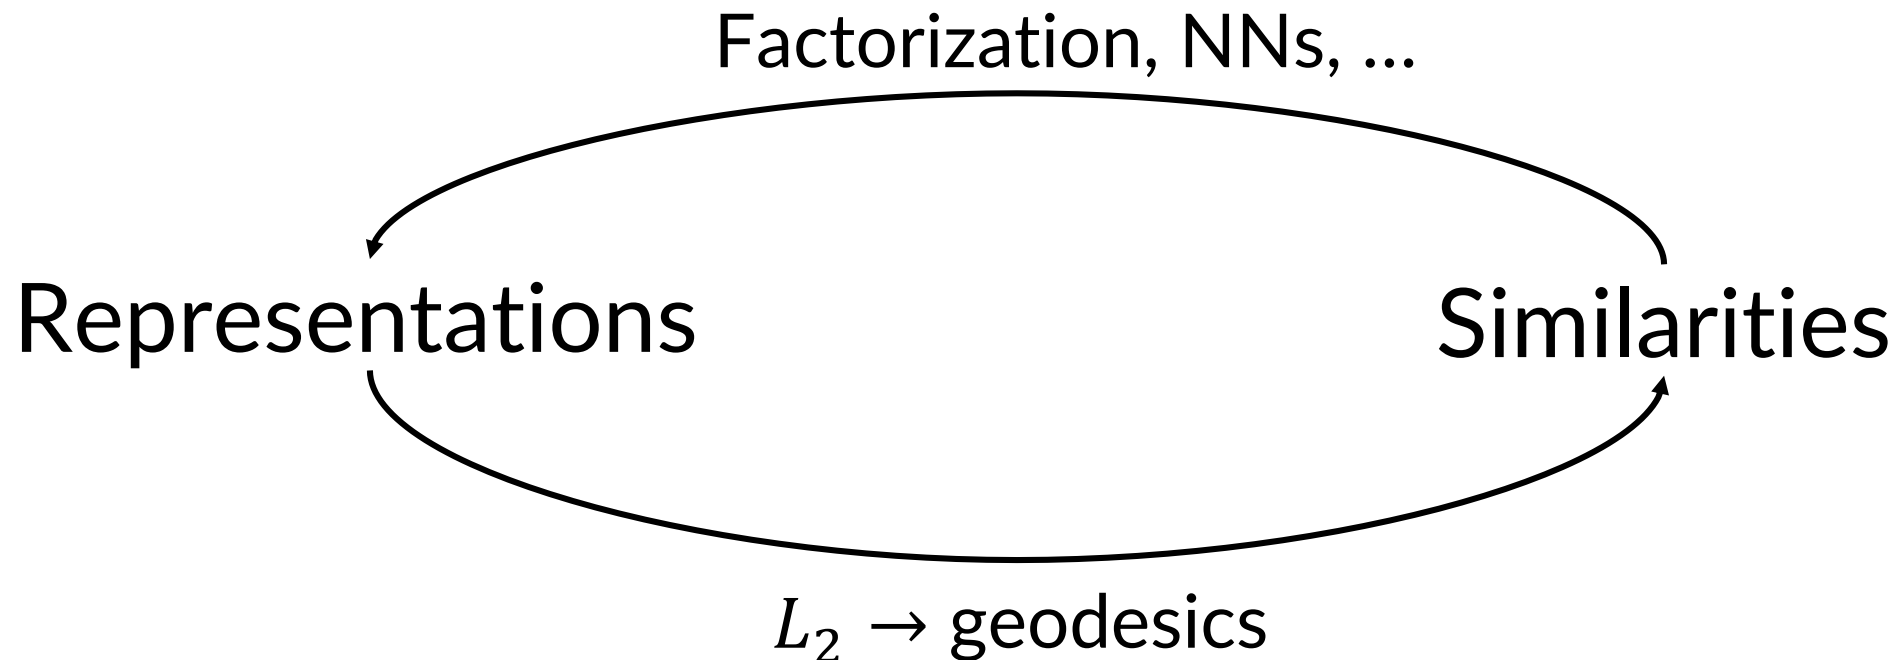 Factorization, NNs, ...
Representations
Similarities
L₂ → geodesics